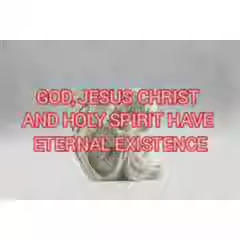 GOD, JESUS CHRIST
AND HOLY SPIRIT HAVE
ETERNAL EXISTENCE